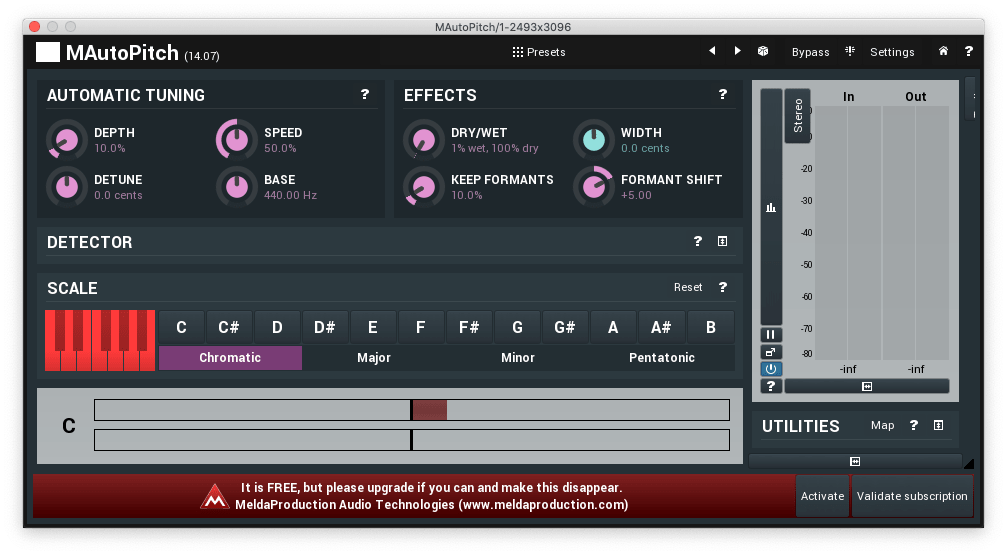 MAutoPitch/1-2493x3096
MAutoPitch (14.07)
Presets
Bypass
Settings
?
AUTOMATIC TUNING ?
DEPTH
10.0%
SPEED
50.0%
DETUNE
0.0 cents
BASE
440.00 Hz
EFFECTS ?
DRY/WET
1% wet, 100% dry
WIDTH
0.0 cents
KEEP FORMANTS
10.0%
FORMANT SHIFT
+5.00
DETECTOR ?
SCALE Reset ?
C C# D D# E F F# G G# A A# B
Chromatic Major Minor Pentatonic
C
Stereo
In Out
-20
-30
-40
-50
-60
-70
-80
-inf -inf
?
UTILITIES Map ?
It is FREE, but please upgrade if you can and make this disappear.
MeldaProduction Audio Technologies (www.meldaproduction.com)
Activate
Validate subscription